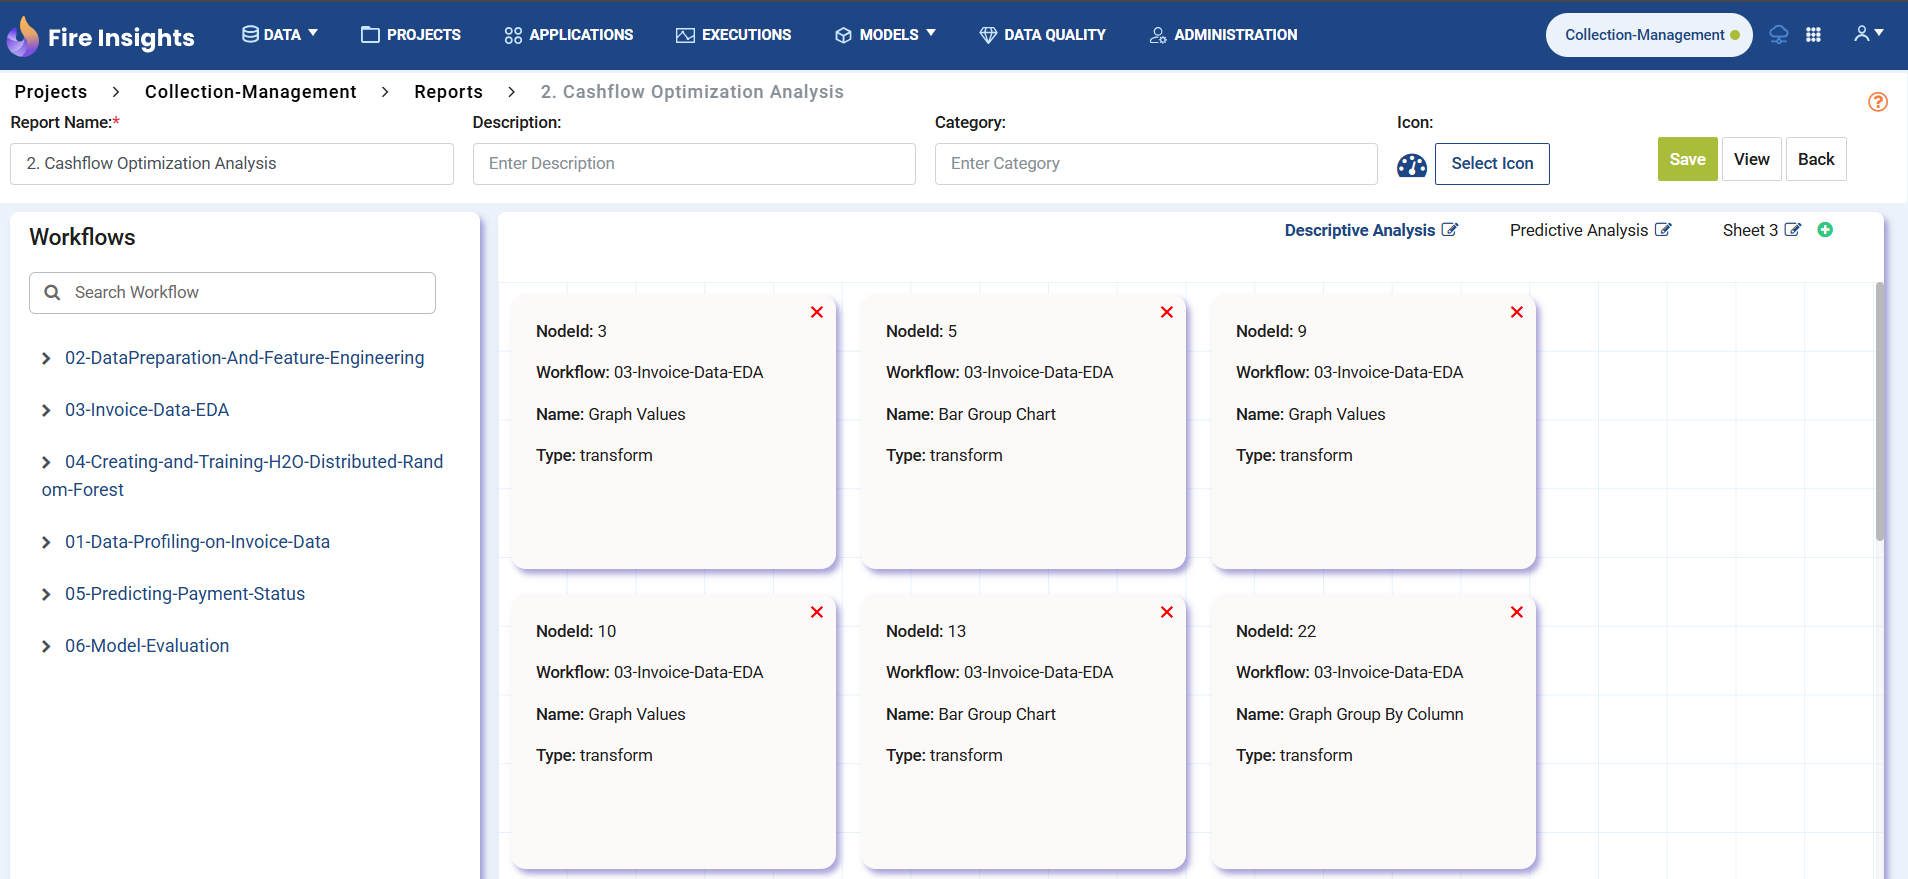 Fire Insights
DATA
PROJECTS
APPLICATIONS
EXECUTIONS
MODELS
DATA QUALITY
ADMINISTRATION
Collection-Management
Projects > Collection-Management > Reports > 2. Cashflow Optimization Analysis
Report Name:*
Description:
Category:
Icon:
2. Cashflow Optimization Analysis
Enter Description
Enter Category
Select Icon
Save
View
Back
Workflows
Search Workflow
02-DataPreparation-And-Feature-Engineering
03-Invoice-Data-EDA
04-Creating-and-Training-H2O-Distributed-Rand
om-Forest
01-Data-Profiling-on-Invoice-Data
05-Predicting-Payment-Status
06-Model-Evaluation
Descriptive Analysis
Predictive Analysis
Sheet 3
NodeId: 3
Workflow: 03-Invoice-Data-EDA
Name: Graph Values
Type: transform
NodeId: 5
Workflow: 03-Invoice-Data-EDA
Name: Bar Group Chart
Type: transform
NodeId: 9
Workflow: 03-Invoice-Data-EDA
Name: Graph Values
Type: transform
NodeId: 10
Workflow: 03-Invoice-Data-EDA
Name: Graph Values
Type: transform
NodeId: 13
Workflow: 03-Invoice-Data-EDA
Name: Bar Group Chart
Type: transform
NodeId: 22
Workflow: 03-Invoice-Data-EDA
Name: Graph Group By Column
Type: transform